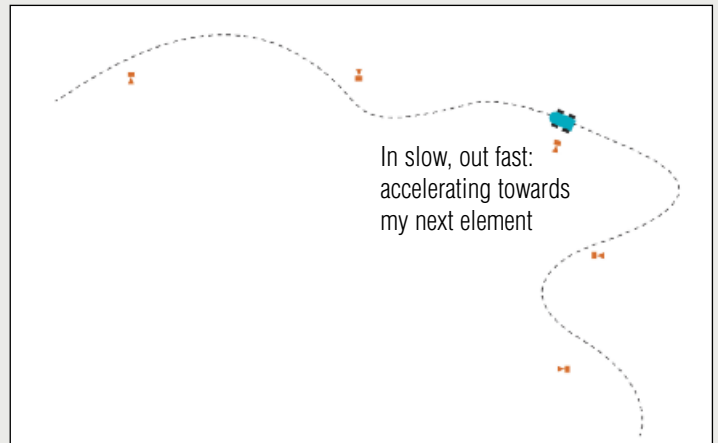 In slow, out fast:
accelerating towards
my next element